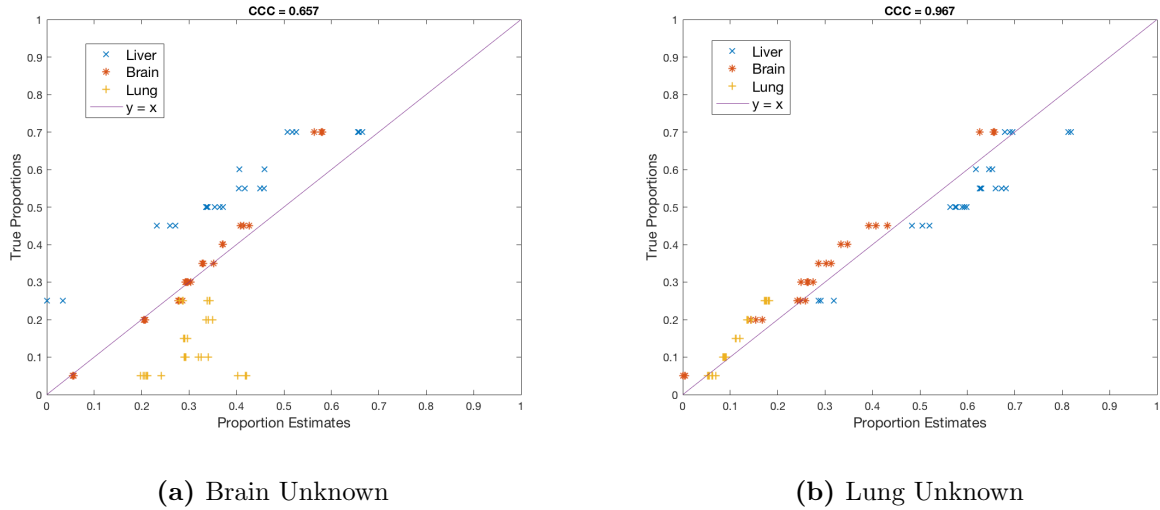 CCC = 0.657
1
0.9
0.8
0.7
0.6
0.5
0.4
0.3
0.2
0.1
0
True Proportions
Liver
Brain
Lung
y = x
0 0.1 0.2 0.3 0.4 0.5 0.6 0.7 0.8 0.9 1
Proportion Estimates
(a) Brain Unknown
CCC = 0.967
1
0.9
0.8
0.7
0.6
0.5
0.4
0.3
0.2
0.1
0
True Proportions
Liver
Brain
Lung
y = x
0 0.1 0.2 0.3 0.4 0.5 0.6 0.7 0.8 0.9 1
Proportion Estimates
(b) Lung Unknown